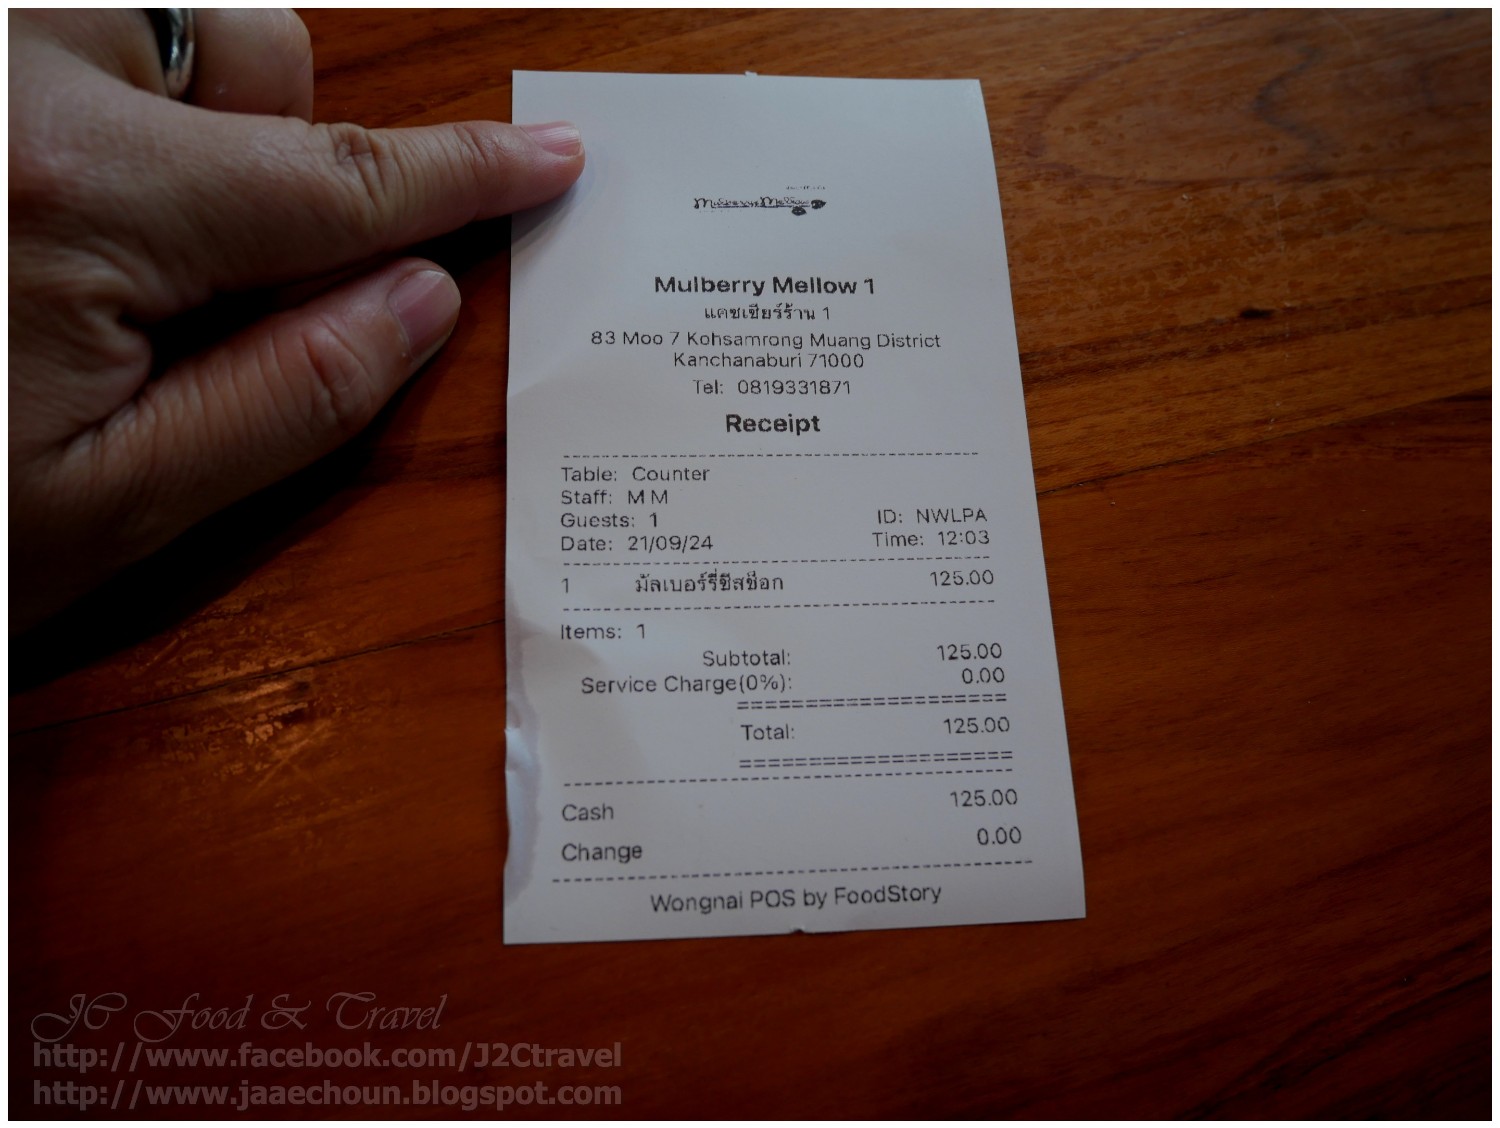 Mulberry Mellow
Mulberry Mellow 1
แคชเชียร์ร้าน 1
83 Moo 7 Kohsamrong Muang District
Kanchanaburi 71000
Tel: 0819331871
Receipt
Table: Counter
Staff: M M
Guests: 1 ID: NWLPA
Date: 21/09/24 Time: 12:03
1 มัลเบอร์รี่ชีสช็อก 125.00
Items: 1
Subtotal: 125.00
Service Charge(0%): 0.00
Total: 125.00
Cash 125.00
Change 0.00
Wongnai POS by FoodStory
JC Food & Travel
http://www.facebook.com/J2Ctravel
http://www.jaaechoun.blogspot.com